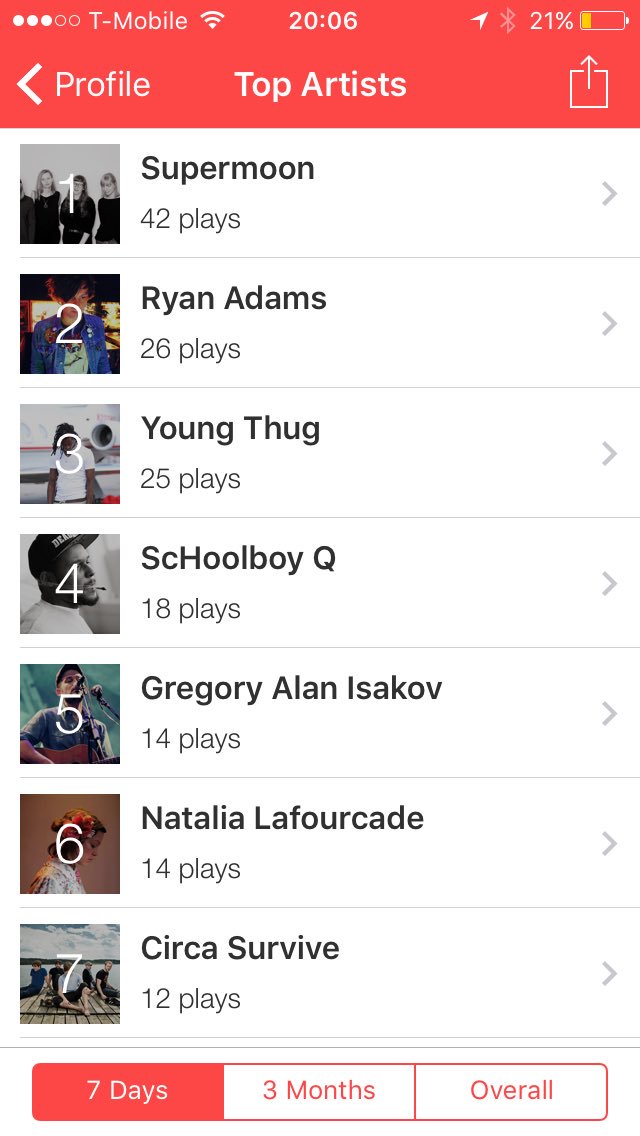 T-Mobile 20:06 21%
Profile Top Artists
1
Supermoon
42 plays
2
Ryan Adams
26 plays
3
Young Thug
25 plays
4
ScHoolboy Q
18 plays
5
Gregory Alan Isakov
14 plays
6
Natalia Lafourcade
14 plays
7
Circa Survive
12 plays
7 Days 3 Months Overall